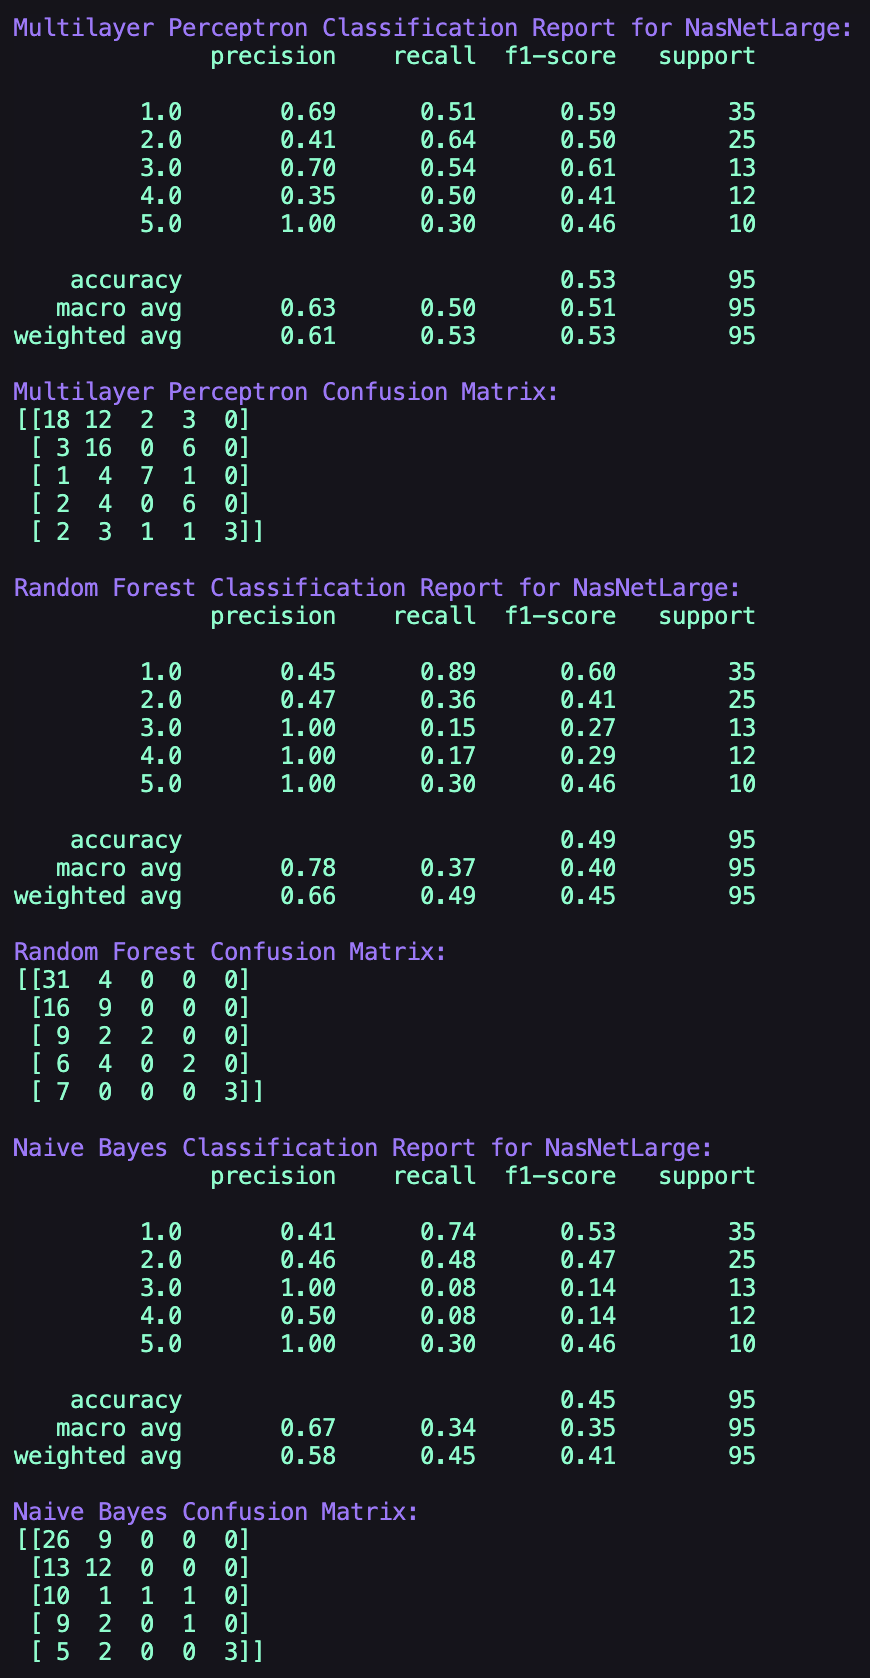 Multilayer Perceptron Classification Report for NasNetLarge:
              precision    recall  f1-score   support

         1.0       0.69      0.51      0.59        35
         2.0       0.41      0.64      0.50        25
         3.0       0.70      0.54      0.61        13
         4.0       0.35      0.50      0.41        12
         5.0       1.00      0.30      0.46        10

    accuracy                           0.53        95
   macro avg       0.63      0.50      0.51        95
weighted avg       0.61      0.53      0.53        95

Multilayer Perceptron Confusion Matrix:
[[18 12  2  3  0]
 [ 3 16  0  6  0]
 [ 1  4  7  1  0]
 [ 2  4  0  6  0]
 [ 2  3  1  1  3]]

Random Forest Classification Report for NasNetLarge:
              precision    recall  f1-score   support

         1.0       0.45      0.89      0.60        35
         2.0       0.47      0.36      0.41        25
         3.0       1.00      0.15      0.27        13
         4.0       1.00      0.17      0.29        12
         5.0       1.00      0.30      0.46        10

    accuracy                           0.49        95
   macro avg       0.78      0.37      0.40        95
weighted avg       0.66      0.49      0.45        95

Random Forest Confusion Matrix:
[[31  4  0  0  0]
 [16  9  0  0  0]
 [ 9  2  2  0  0]
 [ 6  4  0  2  0]
 [ 7  0  0  0  3]]

Naive Bayes Classification Report for NasNetLarge:
              precision    recall  f1-score   support

         1.0       0.41      0.74      0.53        35
         2.0       0.46      0.48      0.47        25
         3.0       1.00      0.08      0.14        13
         4.0       0.50      0.08      0.14        12
         5.0       1.00      0.30      0.46        10

    accuracy                           0.45        95
   macro avg       0.67      0.34      0.35        95
weighted avg       0.58      0.45      0.41        95

Naive Bayes Confusion Matrix:
[[26  9  0  0  0]
 [13 12  0  0  0]
 [10  1  1  1  0]
 [ 9  2  0  1  0]
 [ 5  2  0  0  3]]